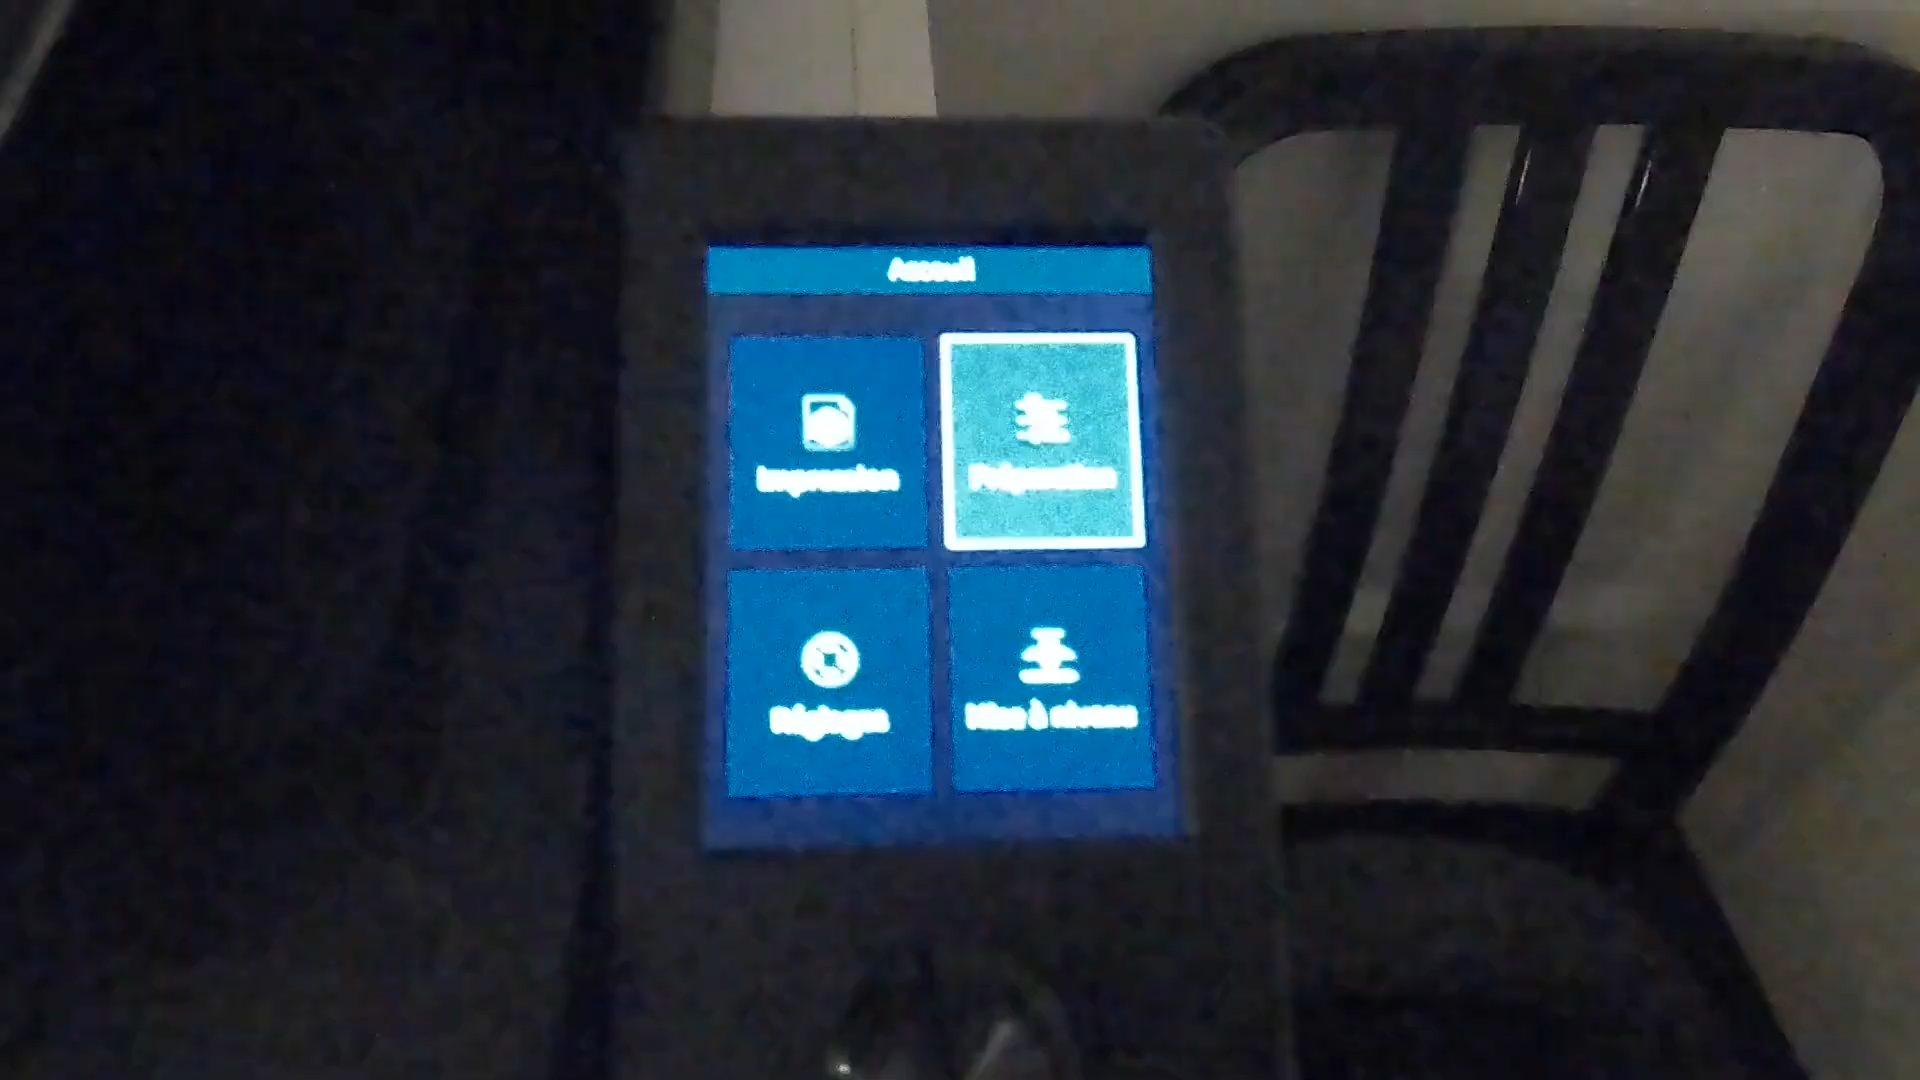 Accueil
Impression
Préparation
Réglages
Mise à niveau